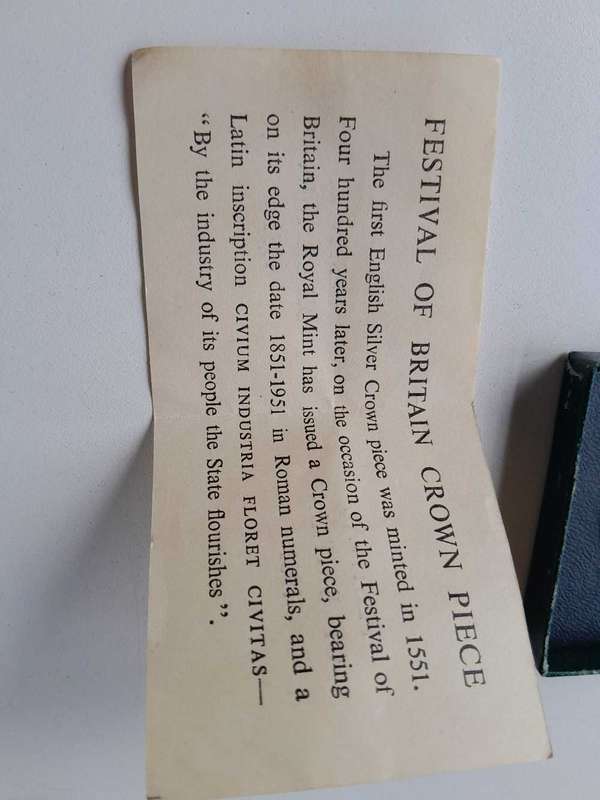 FESTIVAL OF BRITAIN CROWN PIECE
The first English Silver Crown piece was minted in 1551.
Four hundred years later, on the occasion of the Festival of
Britain, the Royal Mint has issued a Crown piece, bearing
on its edge the date 1851-1951 in Roman numerals, and a
Latin inscription CIVIUM INDUSTRIA FLORET CIVITAS—
“By the industry of its people the State flourishes”.